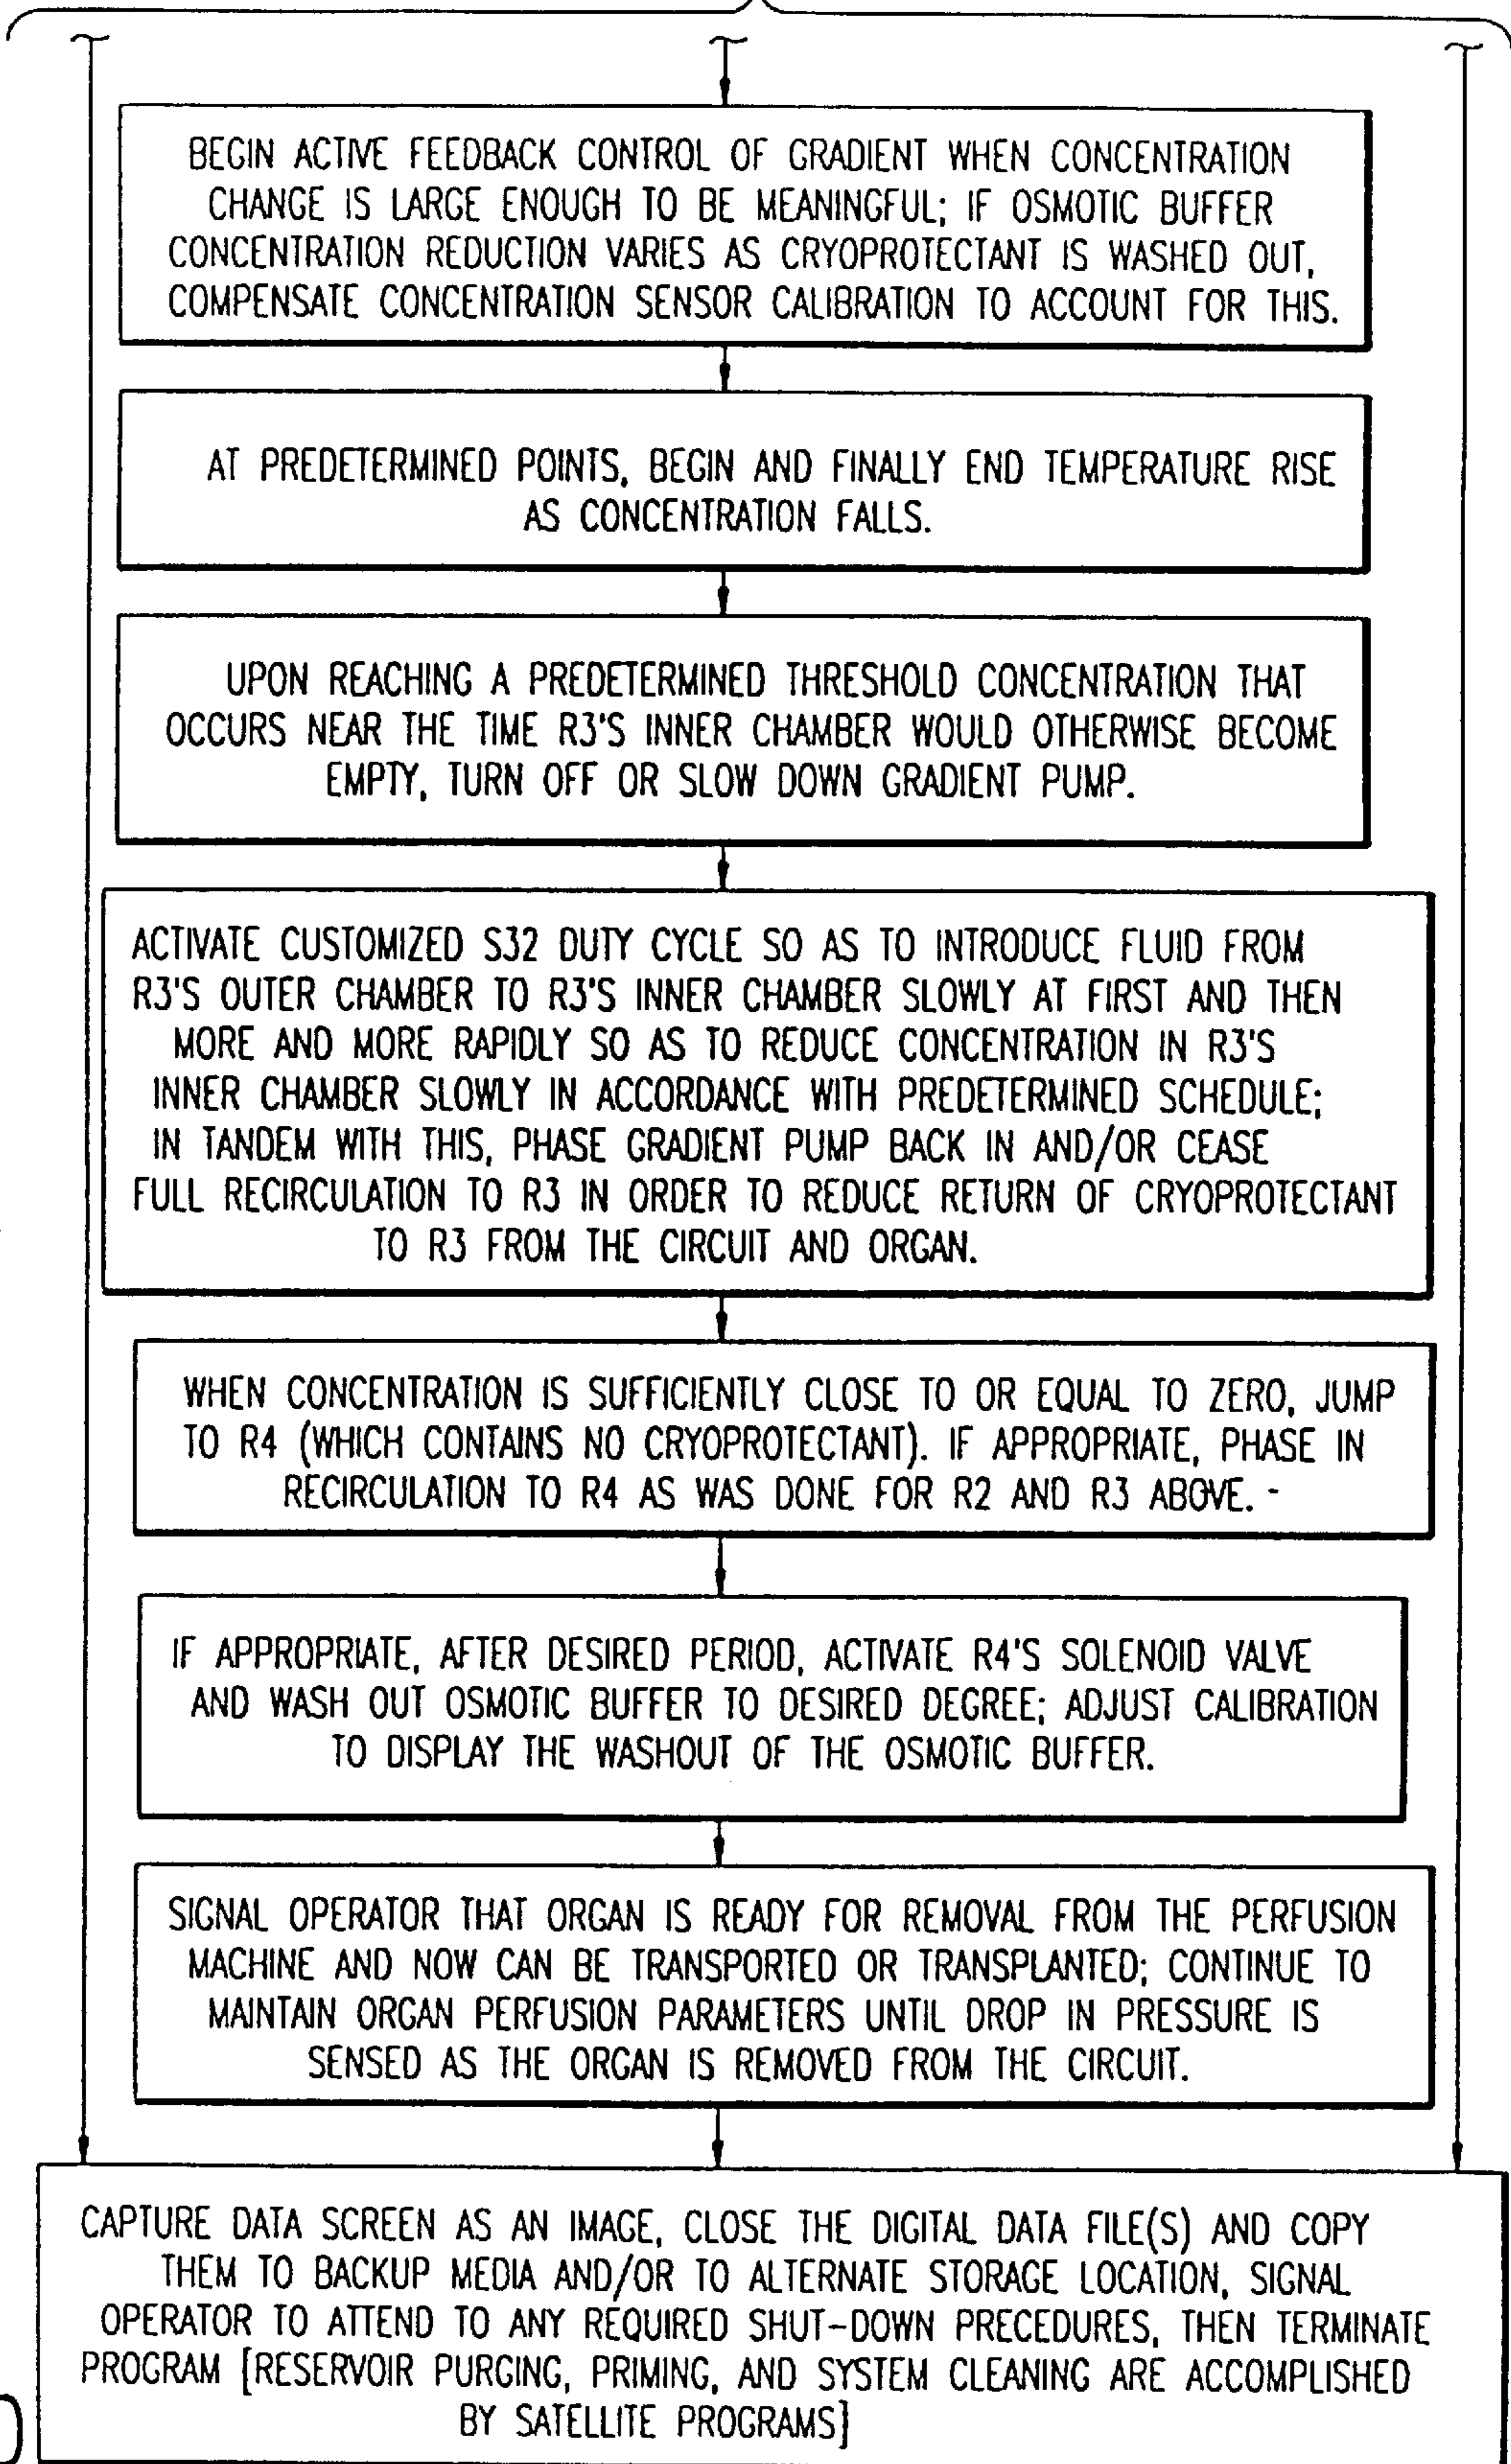 BEGIN ACTIVE FEEDBACK CONTROL OF GRADIENT WHEN CONCENTRATION
CHANGE IS LARGE ENOUGH TO BE MEANINGFUL; IF OSMOTIC BUFFER
CONCENTRATION REDUCTION VARIES AS CRYOPROTECTANT IS WASHED OUT,
COMPENSATE CONCENTRATION SENSOR CALIBRATION TO ACCOUNT FOR THIS.
AT PREDETERMINED POINTS, BEGIN AND FINALLY END TEMPERATURE RISE
AS CONCENTRATION FALLS.
UPON REACHING A PREDETERMINED THRESHOLD CONCENTRATION THAT
OCCURS NEAR THE TIME R3'S INNER CHAMBER WOULD OTHERWISE BECOME
EMPTY, TURN OFF OR SLOW DOWN GRADIENT PUMP.
ACTIVATE CUSTOMIZED S32 DUTY CYCLE SO AS TO INTRODUCE FLUID FROM
R3'S OUTER CHAMBER TO R3'S INNER CHAMBER SLOWLY AT FIRST AND THEN
MORE AND MORE RAPIDLY SO AS TO REDUCE CONCENTRATION IN R3'S
INNER CHAMBER SLOWLY IN ACCORDANCE WITH PREDETERMINED SCHEDULE;
IN TANDEM WITH THIS, PHASE GRADIENT PUMP BACK IN AND/OR CEASE
FULL RECIRCULATION TO R3 IN ORDER TO REDUCE RETURN OF CRYOPROTECTANT
TO R3 FROM THE CIRCUIT AND ORGAN.
WHEN CONCENTRATION IS SUFFICIENTLY CLOSE TO OR EQUAL TO ZERO, JUMP
TO R4 (WHICH CONTAINS NO CRYOPROTECTANT). IF APPROPRIATE, PHASE IN
RECIRCULATION TO R4 AS WAS DONE FOR R2 AND R3 ABOVE. -
IF APPROPRIATE, AFTER DESIRED PERIOD, ACTIVATE R4'S SOLENOID VALVE
AND WASH OUT OSMOTIC BUFFER TO DESIRED DEGREE; ADJUST CALIBRATION
TO DISPLAY THE WASHOUT OF THE OSMOTIC BUFFER.
SIGNAL OPERATOR THAT ORGAN IS READY FOR REMOVAL FROM THE PERFUSION
MACHINE AND NOW CAN BE TRANSPORTED OR TRANSPLANTED; CONTINUE TO
MAINTAIN ORGAN PERFUSION PARAMETERS UNTIL DROP IN PRESSURE IS
SENSED AS THE ORGAN IS REMOVED FROM THE CIRCUIT.
CAPTURE DATA SCREEN AS AN IMAGE, CLOSE THE DIGITAL DATA FILE(S) AND COPY
THEM TO BACKUP MEDIA AND/OR TO ALTERNATE STORAGE LOCATION, SIGNAL
OPERATOR TO ATTEND TO ANY REQUIRED SHUT-DOWN PRECEDURES, THEN TERMINATE
PROGRAM [RESERVOIR PURGING, PRIMING, AND SYSTEM CLEANING ARE ACCOMPLISHED
BY SATELLITE PROGRAMS]